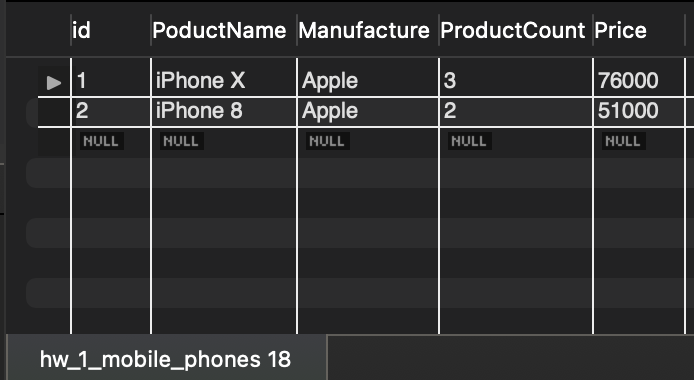 id PoductName Manufacture ProductCount Price
1 iPhone X Apple 3 76000
2 iPhone 8 Apple 2 51000
NULL NULL NULL NULL NULL
hw_1_mobile_phones 18